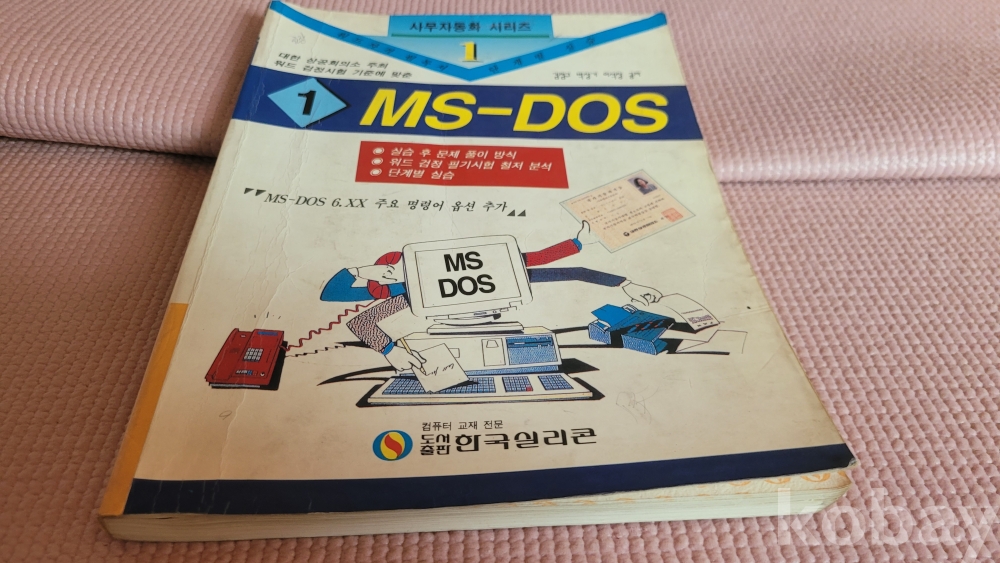 사무자동화 시리즈
1
대한 상공회의소 주최
워드 검정시험 기준에 맞춘
1 MS-DOS
실습 후 문제 풀이 방식
워드 검정 필기시험 철저 분석
단계별 실습
MS-DOS 6.XX 주요 명령어 옵션 추가
MS
DOS
컴퓨터 교재 전문
도서
출판 한국실리콘
kobay